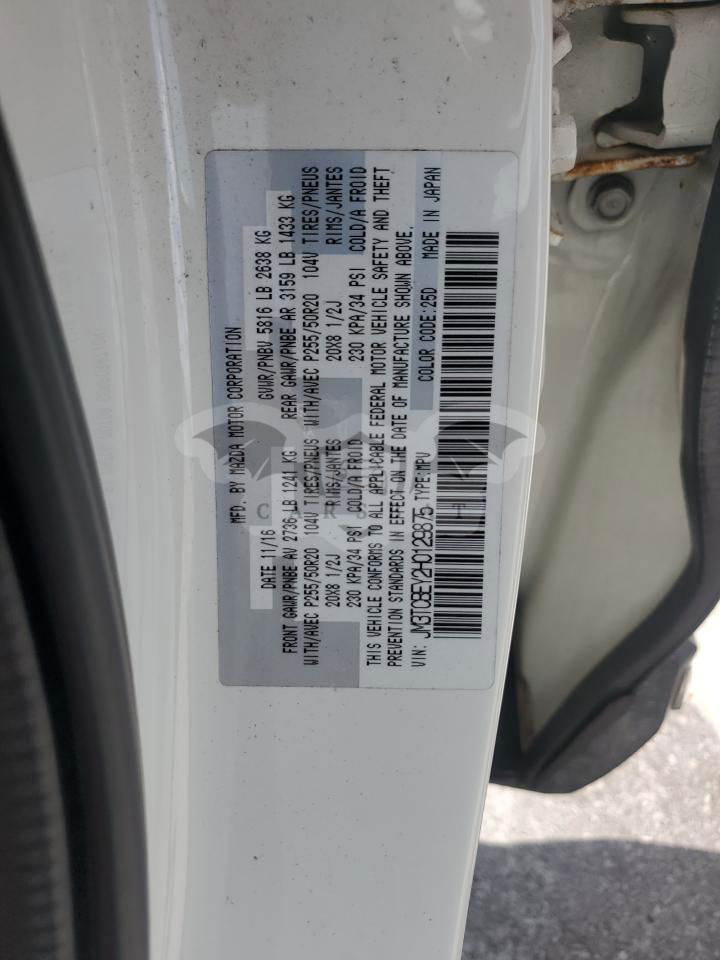 MFD. BY MAZDA MOTOR CORPORATION
DATE 11/16 GVWR/PNBV 5816 LB 2638 KG
FRONT GAWR/PNBE AV 2736 LB 1241 KG REAR GAWR/PNBE AR 3159 LB 1433 KG
WITH/AVEC P255/50R20 104V TIRES/PNEUS WITH/AVEC P255/50R20 104V TIRES/PNEUS
20X8 1/2J RIMS/JANTES 20X8 1/2J RIMS/JANTES
230 KPA/34 PSI COLD/A FROID 230 KPA/34 PSI COLD/A FROID
THIS VEHICLE CONFORMS TO ALL APPLICABLE FEDERAL MOTOR VEHICLE SAFETY AND THEFT
PREVENTION STANDARDS IN EFFECT ON THE DATE OF MANUFACTURE SHOWN ABOVE.
VIN: JM3TCBEY2H0129875 TYPE:MPV COLOR CODE:25D MADE IN JAPAN